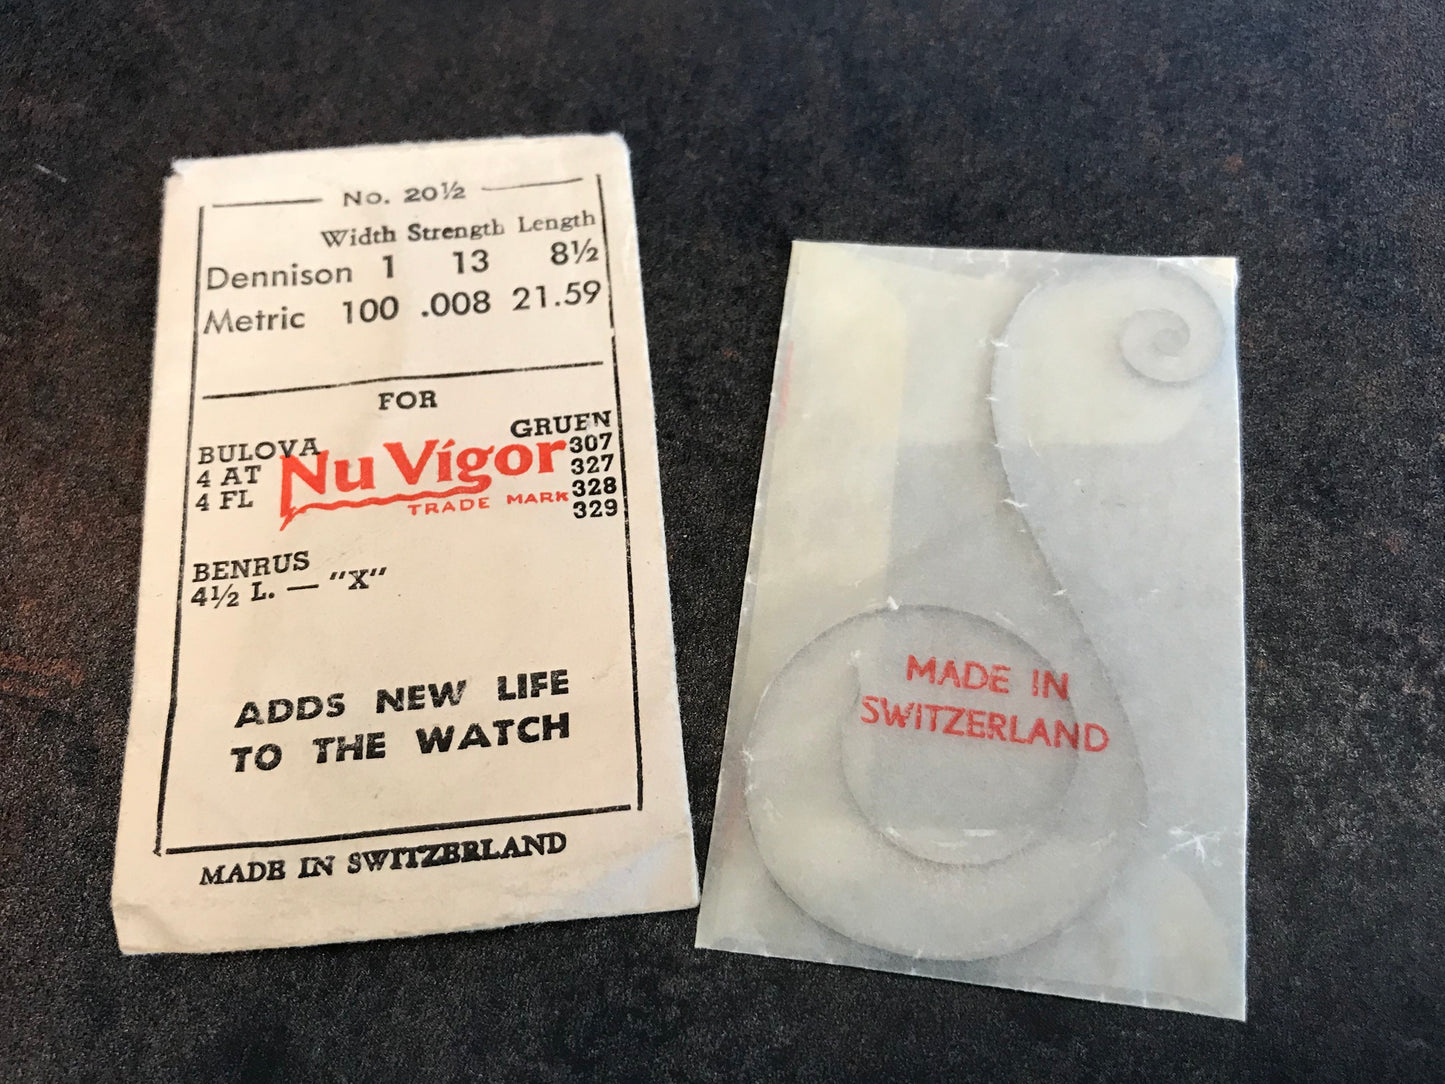 No. 20½
Width Strength Length
Dennison 1 13 8½
Metric 100 .008 21.59
FOR
BULOVA
4 AT
4 FL
NuVigor
TRADE MARK
GRUEN
307
327
328
329
BENRUS
4½ L. — "X"
ADDS NEW LIFE
TO THE WATCH
MADE IN SWITZERLAND
MADE IN
SWITZERLAND